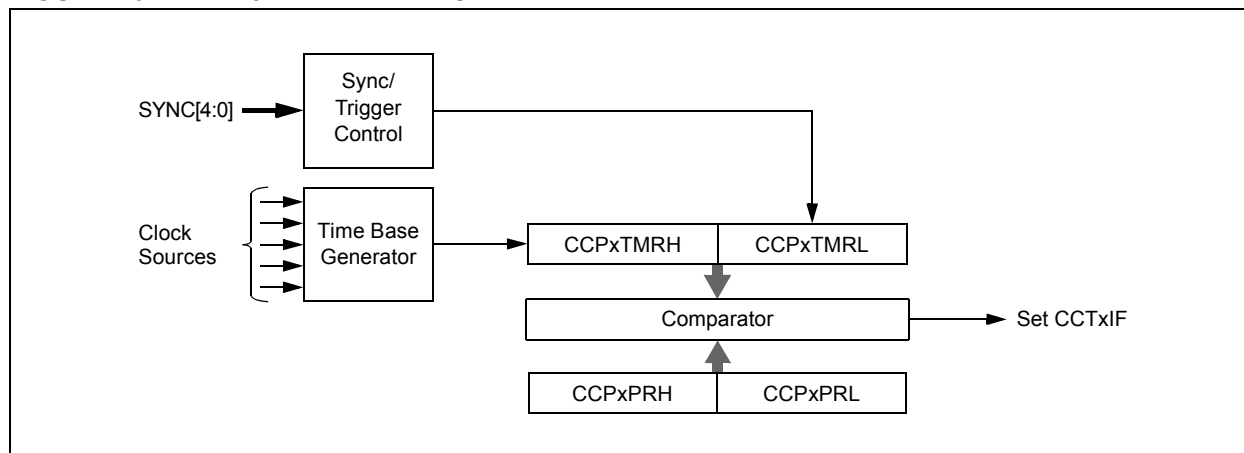 Sync/
Trigger
Control
SYNC[4:0]
Clock
Sources
Time Base
Generator
CCPxTMRH
CCPxTMRL
Comparator
Set CCTxIF
CCPxPRH
CCPxPRL